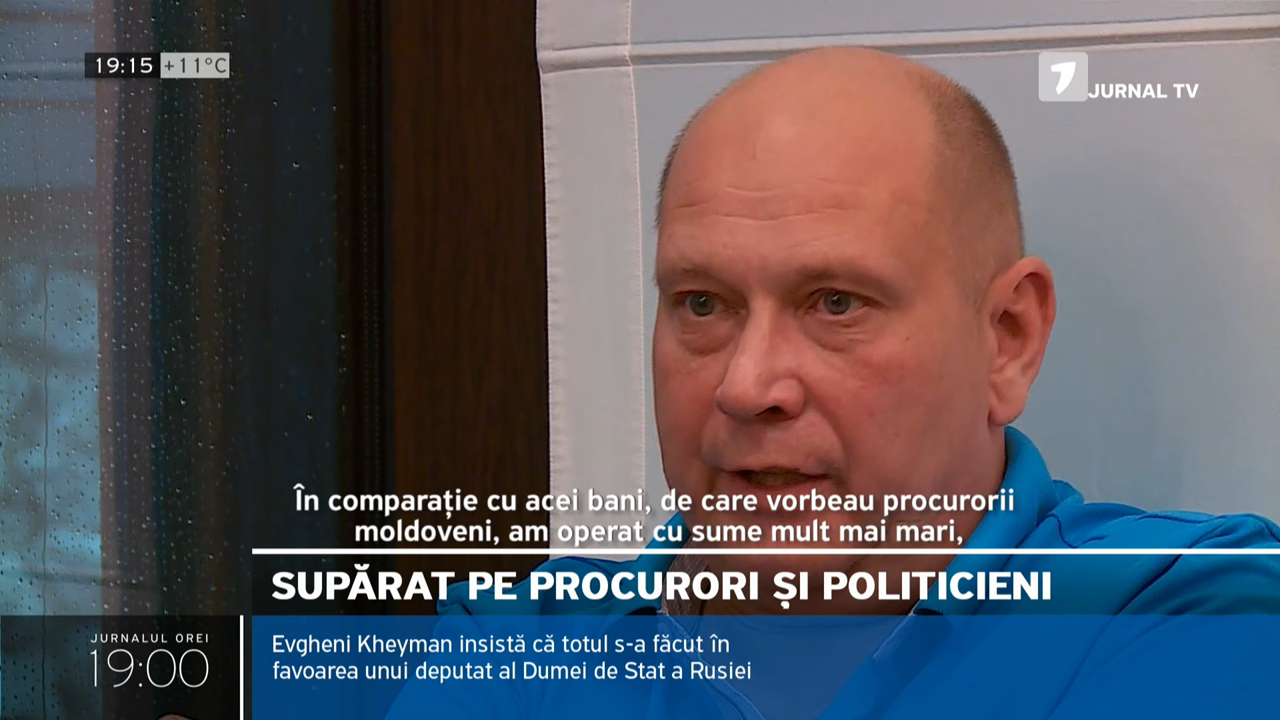 19:15 +11°C
JURNAL TV
În comparație cu acei bani, de care vorbeau procurorii
moldoveni, am operat cu sume mult mai mari,
SUPĂRAT PE PROCURORI ȘI POLITICIENI
JURNALUL OREI
19:00
Evgheni Kheyman insistă că totul s-a făcut în
favoarea unui deputat al Dumei de Stat a Rusiei